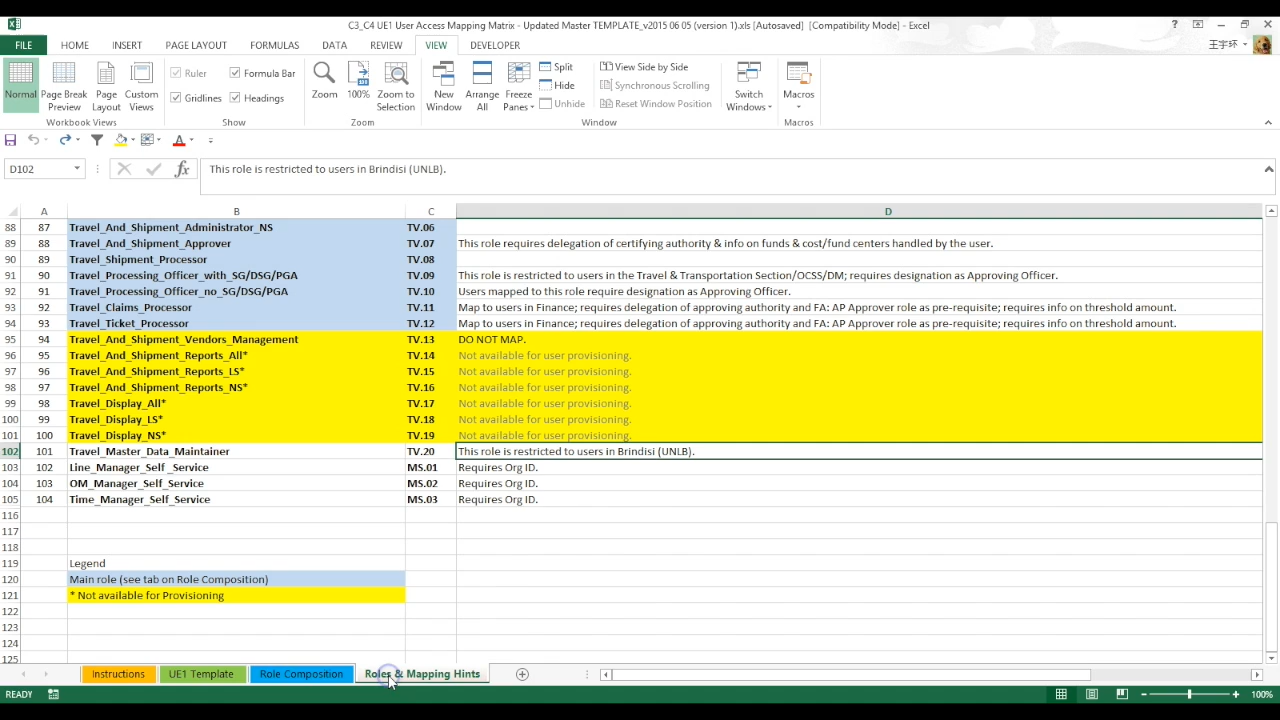 C3_C4 UE1 User Access Mapping Matrix - Updated Master TEMPLATE_v2015 06 05 (version 1).xls [Autosaved]  [Compatibility Mode] - Excel
FILE HOME INSERT PAGE LAYOUT FORMULAS DATA REVIEW VIEW DEVELOPER 王宇环
Normal Page Break Preview Page Layout Custom Views
Ruler Formula Bar
Gridlines Headings
Zoom 100% Zoom to Selection
New Window Arrange All Freeze Panes
Split View Side by Side
Hide Synchronous Scrolling
Unhide Reset Window Position
Switch Windows Macros
Workbook Views Show Zoom Window Macros
D102 fx This role is restricted to users in Brindisi (UNLB).
A B C D
88 87 Travel_And_Shipment_Administrator_NS TV.06
89 88 Travel_And_Shipment_Approver TV.07 This role requires delegation of certifying authority & info on funds & cost/fund centers handled by the user.
90 89 Travel_Shipment_Processor TV.08
91 90 Travel_Processing_Officer_with_SG/DSG/PGA TV.09 This role is restricted to users in the Travel & Transportation Section/OCSS/DM; requires designation as Approving Officer.
92 91 Travel_Processing_Officer_no_SG/DSG/PGA TV.10 Users mapped to this role require designation as Approving Officer.
93 92 Travel_Claims_Processor TV.11 Map to users in Finance; requires delegation of approving authority and FA: AP Approver role as pre-requisite; requires info on threshold amount.
94 93 Travel_Ticket_Processor TV.12 Map to users in Finance; requires delegation of approving authority and FA: AP Approver role as pre-requisite; requires info on threshold amount.
95 94 Travel_And_Shipment_Vendors_Management TV.13 DO NOT MAP.
96 95 Travel_And_Shipment_Reports_All* TV.14 Not available for user provisioning.
97 96 Travel_And_Shipment_Reports_LS* TV.15 Not available for user provisioning.
98 97 Travel_And_Shipment_Reports_NS* TV.16 Not available for user provisioning.
99 98 Travel_Display_All* TV.17 Not available for user provisioning.
100 99 Travel_Display_LS* TV.18 Not available for user provisioning.
101 100 Travel_Display_NS* TV.19 Not available for user provisioning.
102 101 Travel_Master_Data_Maintainer TV.20 This role is restricted to users in Brindisi (UNLB).
103 102 Line_Manager_Self_Service MS.01 Requires Org ID.
104 103 OM_Manager_Self_Service MS.02 Requires Org ID.
105 104 Time_Manager_Self_Service MS.03 Requires Org ID.
116
117
118
119 Legend
120 Main role (see tab on Role Composition)
121 * Not available for Provisioning
122
123
124
125
Instructions UE1 Template Role Composition Roles & Mapping Hints
READY 100%